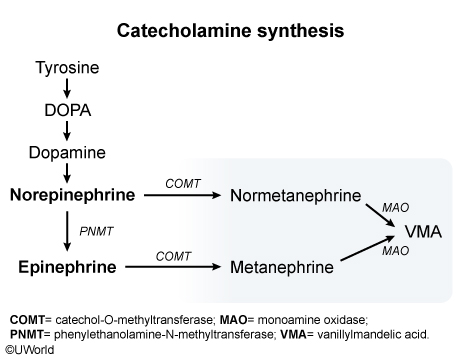 Catecholamine synthesis
Tyrosine
DOPA
Dopamine
Norepinephrine
COMT
Normetanephrine
MAO
PNMT
VMA
MAO
Epinephrine
COMT
Metanephrine
COMT= catechol-O-methyltransferase; MAO= monoamine oxidase;
PNMT= phenylethanolamine-N-methyltransferase; VMA= vanillylmandelic acid.
©UWorld